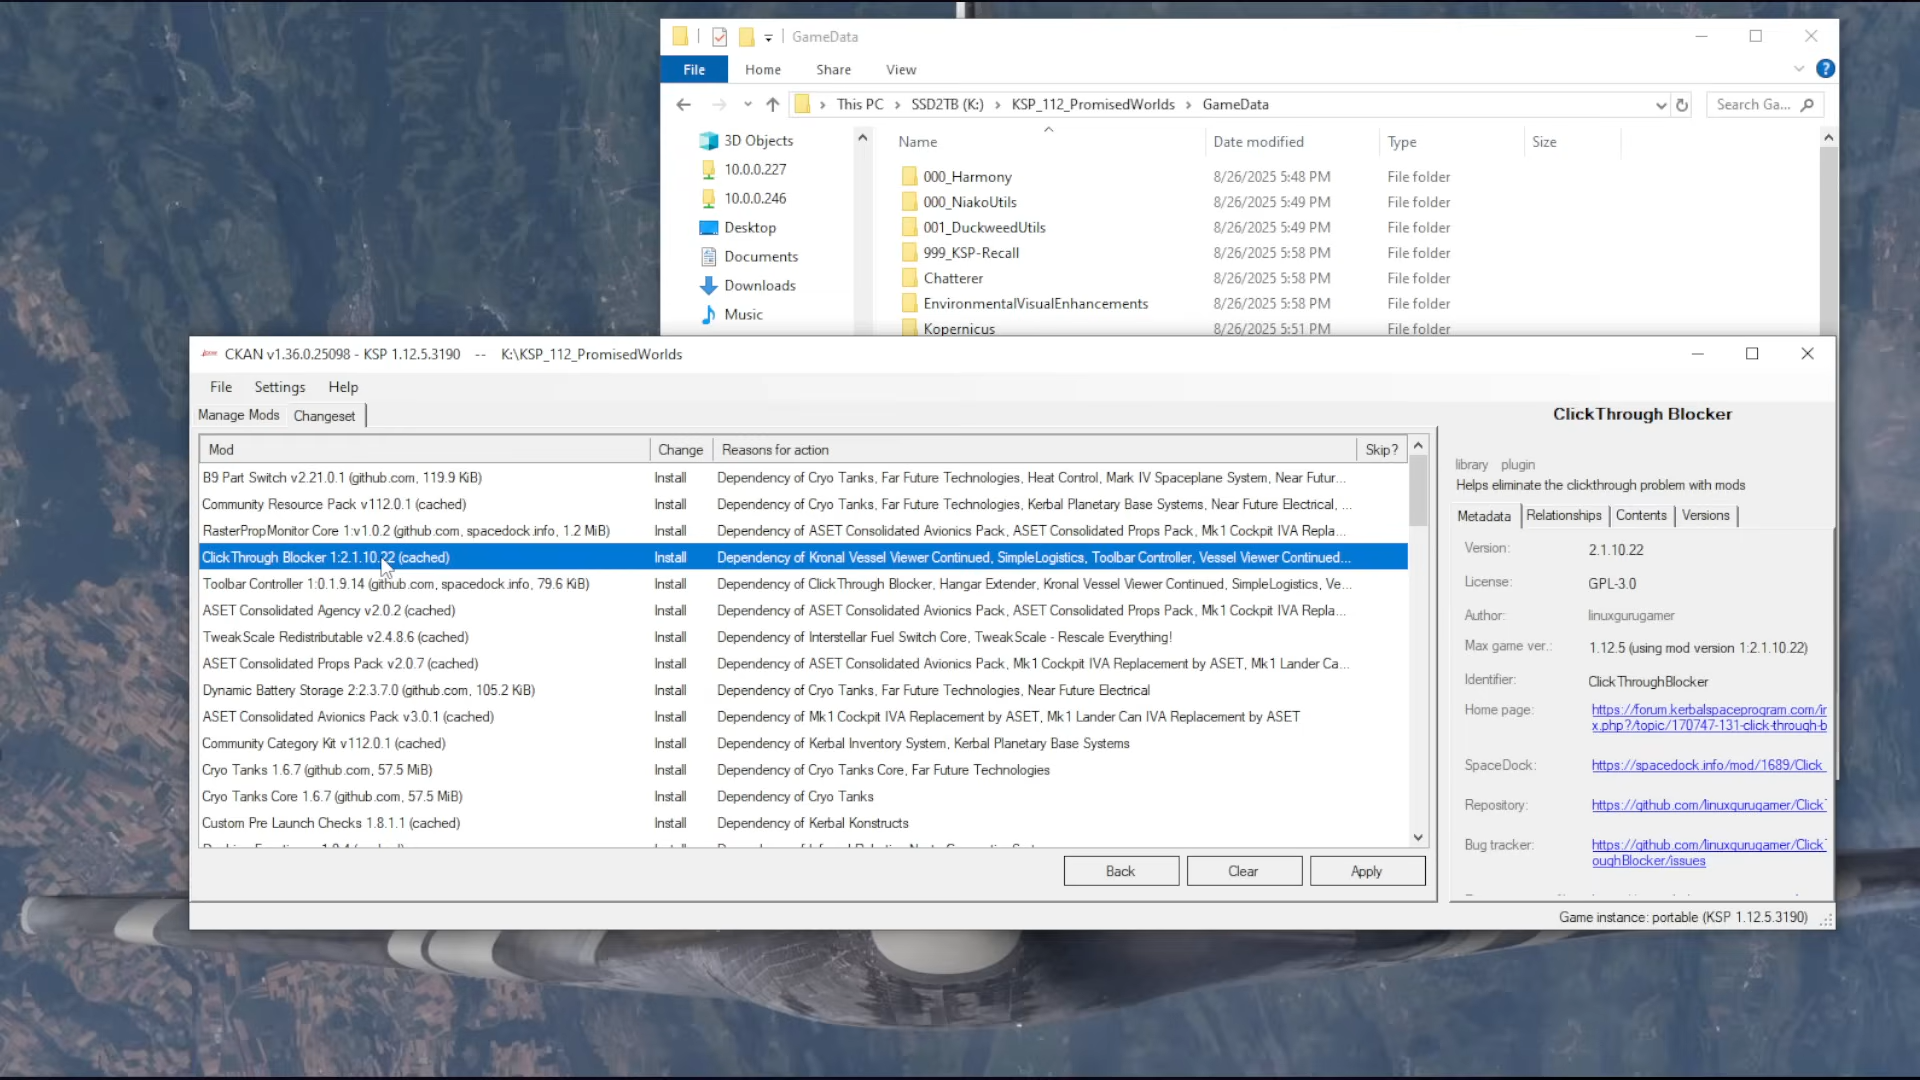 GameData
File Home Share View
This PC › SSD2TB (K:) › KSP_112_PromisedWorlds › GameData
Search Ga...
3D Objects
10.0.0.227
10.0.0.246
Desktop
Documents
Downloads
Music
Name Date modified Type Size
000_Harmony 8/26/2025 5:48 PM File folder
000_NiakoUtils 8/26/2025 5:49 PM File folder
001_DuckweedUtils 8/26/2025 5:49 PM File folder
999_KSP-Recall 8/26/2025 5:58 PM File folder
Chatterer 8/26/2025 5:58 PM File folder
EnvironmentalVisualEnhancements 8/26/2025 5:58 PM File folder
Kopernicus 8/26/2025 5:51 PM File folder
CKAN v1.36.0.25098 - KSP 1.12.5.3190 -- K:\KSP_112_PromisedWorlds
File Settings Help
Manage Mods Changeset
Mod Change Reasons for action Skip?
B9 Part Switch v2.21.0.1 (github.com, 119.9 KiB) Install Dependency of Cryo Tanks, Far Future Technologies, Heat Control, Mark IV Spaceplane System, Near Futur...
Community Resource Pack v112.0.1 (cached) Install Dependency of Cryo Tanks, Far Future Technologies, Kerbal Planetary Base Systems, Near Future Electrical, ...
RasterPropMonitor Core 1:v1.0.2 (github.com, spacedock.info, 1.2 MiB) Install Dependency of ASET Consolidated Avionics Pack, ASET Consolidated Props Pack, Mk1 Cockpit IVA Repla...
ClickThrough Blocker 1:2.1.10.22 (cached) Install Dependency of Kronal Vessel Viewer Continued, SimpleLogistics, Toolbar Controller, Vessel Viewer Continued...
Toolbar Controller 1:0.1.9.14 (github.com, spacedock.info, 79.6 KiB) Install Dependency of ClickThrough Blocker, Hangar Extender, Kronal Vessel Viewer Continued, SimpleLogistics, Ve...
ASET Consolidated Agency v2.0.2 (cached) Install Dependency of ASET Consolidated Avionics Pack, ASET Consolidated Props Pack, Mk1 Cockpit IVA Repla...
TweakScale Redistributable v2.4.8.6 (cached) Install Dependency of Interstellar Fuel Switch Core, TweakScale - Rescale Everything!
ASET Consolidated Props Pack v2.0.7 (cached) Install Dependency of ASET Consolidated Avionics Pack, Mk1 Cockpit IVA Replacement by ASET, Mk1 Lander Ca...
Dynamic Battery Storage 2:2.3.7.0 (github.com, 105.2 KiB) Install Dependency of Cryo Tanks, Far Future Technologies, Near Future Electrical
ASET Consolidated Avionics Pack v3.0.1 (cached) Install Dependency of Mk1 Cockpit IVA Replacement by ASET, Mk1 Lander Can IVA Replacement by ASET
Community Category Kit v112.0.1 (cached) Install Dependency of Kerbal Inventory System, Kerbal Planetary Base Systems
Cryo Tanks 1.6.7 (github.com, 57.5 MiB) Install Dependency of Cryo Tanks Core, Far Future Technologies
Cryo Tanks Core 1.6.7 (github.com, 57.5 MiB) Install Dependency of Cryo Tanks
Custom Pre Launch Checks 1.8.1.1 (cached) Install Dependency of Kerbal Konstructs
Back Clear Apply
ClickThrough Blocker
library plugin
Helps eliminate the clickthrough problem with mods
Metadata Relationships Contents Versions
Version: 2.1.10.22
License: GPL-3.0
Author: linuxgurugamer
Max game ver.: 1.12.5 (using mod version 1:2.1.10.22)
Identifier: ClickThroughBlocker
Home page: https://forum.kerbalspaceprogram.com/ir
x.php?/topic/170747-131-click-through-b
SpaceDock: https://spacedock.info/mod/1689/Click
Repository: https://github.com/linuxgurugamer/Click
Bug tracker: https://github.com/linuxgurugamer/Click
oughBlocker/issues
Game instance: portable (KSP 1.12.5.3190)